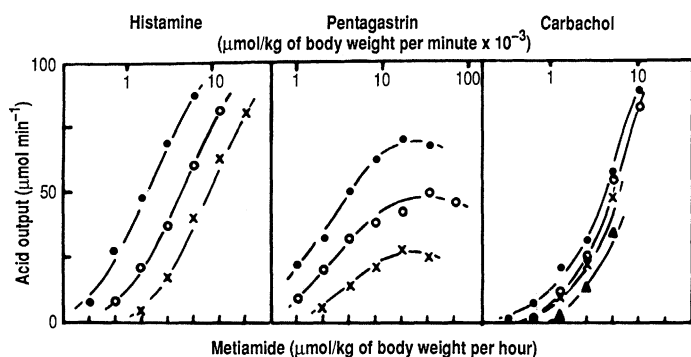 Histamine Pentagastrin Carbachol
(μmol/kg of body weight per minute x 10⁻³)
1 10 1 10 100 1 10
100
50
0
Acid output (μmol min⁻¹)
Metiamide (μmol/kg of body weight per hour)